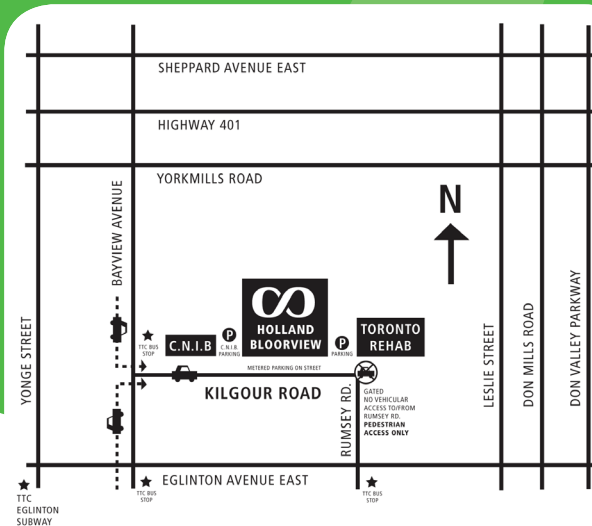 SHEPPARD AVENUE EAST
HIGHWAY 401
YORKMILLS ROAD
BAYVIEW AVENUE
N
YONGE STREET
LESLIE STREET
DON MILLS ROAD
DON VALLEY PARKWAY
TTC BUS
STOP
C.N.I.B
P
C.N.I.B.
PARKING
HOLLAND
BLOORVIEW
P
PARKING
TORONTO
REHAB
METERED PARKING ON STREET
KILGOUR ROAD
RUMSEY RD.
GATED
NO VEHICULAR
ACCESS TO/FROM
RUMSEY RD.
PEDESTRIAN
ACCESS ONLY
EGLINTON AVENUE EAST
TTC BUS
STOP
TTC BUS
STOP
TTC
EGLINTON
SUBWAY